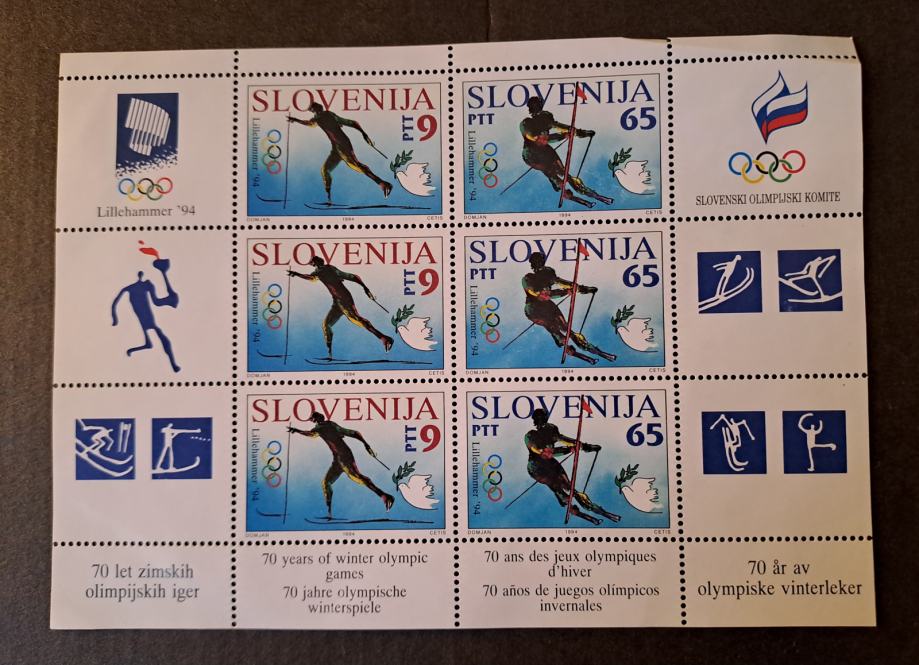 Lillehammer '94
SLOVENIJA
PTT 9
Lillehammer '94
DOMJAN 1994 CETIS
SLOVENIJA
PTT 65
Lillehammer '94
DOMJAN 1994 CETIS
SLOVENSKI OLIMPIJSKI KOMITE
SLOVENIJA
PTT 9
Lillehammer '94
DOMJAN 1994 CETIS
SLOVENIJA
PTT 65
Lillehammer '94
DOMJAN 1994 CETIS
SLOVENIJA
PTT 9
Lillehammer '94
DOMJAN 1994 CETIS
SLOVENIJA
PTT 65
Lillehammer '94
DOMJAN 1994 CETIS
70 let zimskih
olimpijskih iger
70 years of winter olympic
games
70 jahre olympische
winterspiele
70 ans des jeux olympiques
d'hiver
70 años de juegos olímpicos
invernales
70 år av
olympiske vinterleker